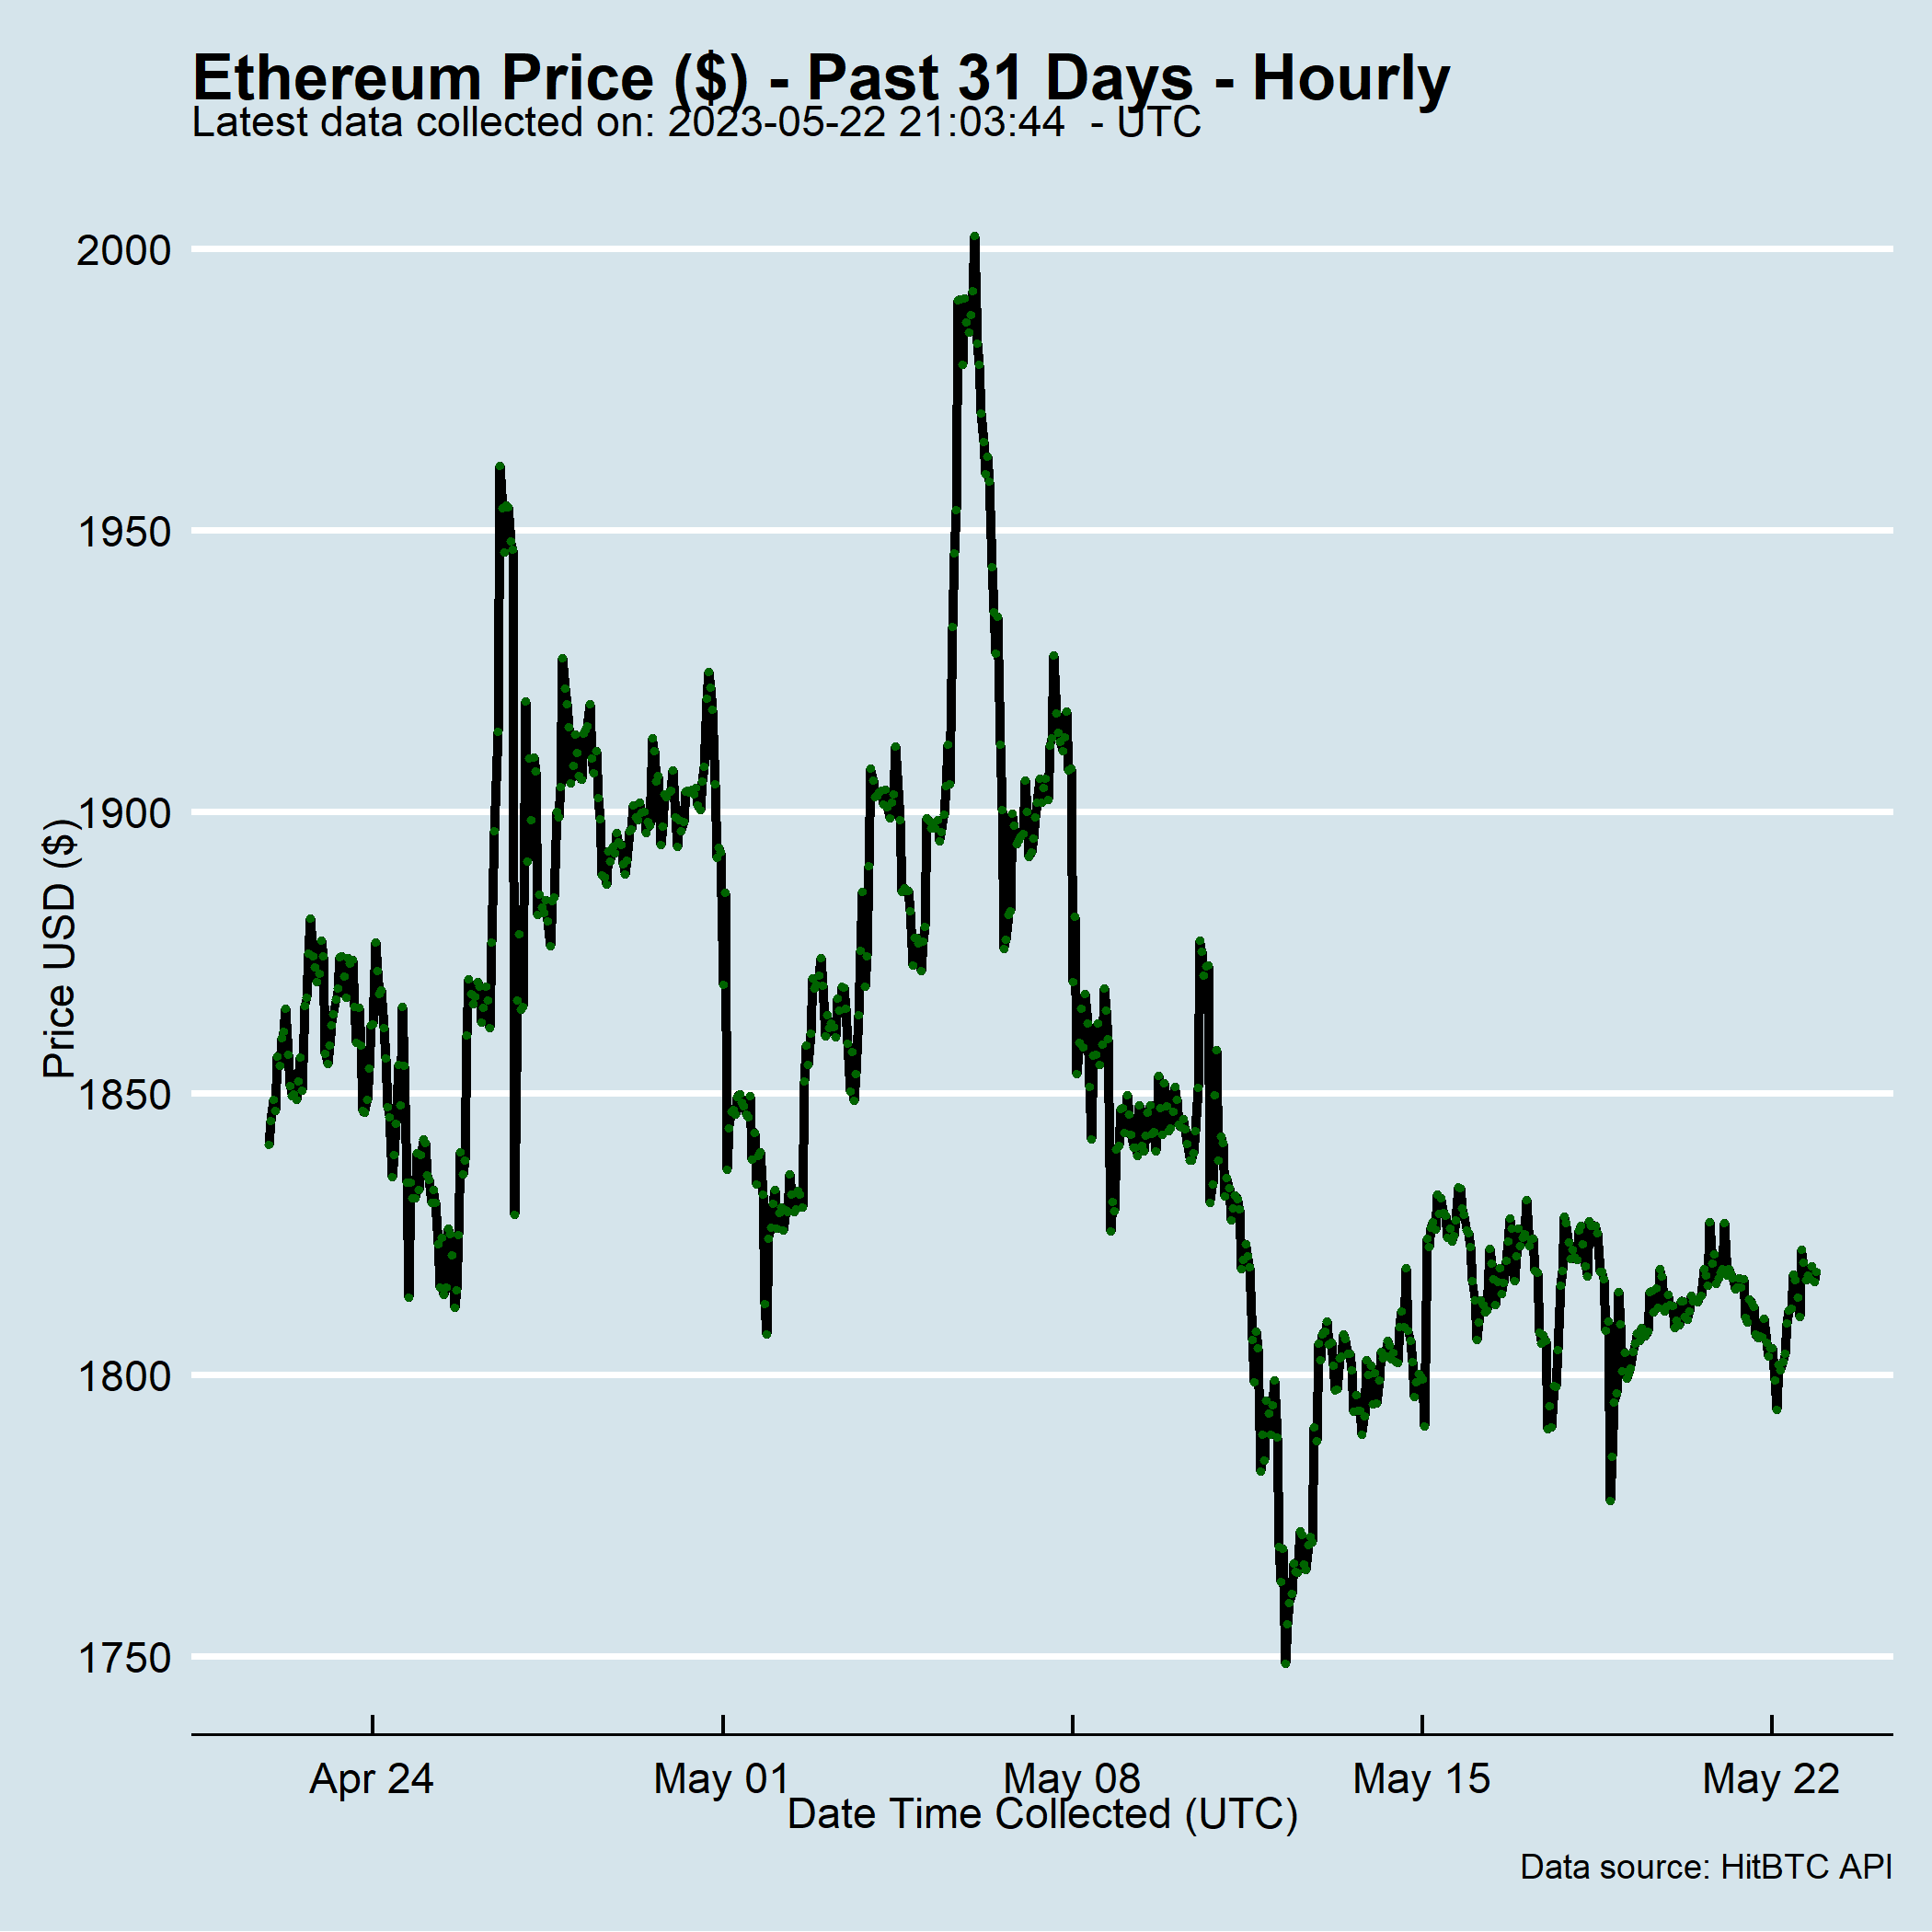 Ethereum Price ($) - Past 31 Days - Hourly
Latest data collected on: 2023-05-22 21:03:44  - UTC
2000
1950
1900
1850
1800
1750
Price USD ($)
Apr 24
May 01
May 08
May 15
May 22
Date Time Collected (UTC)
Data source: HitBTC API